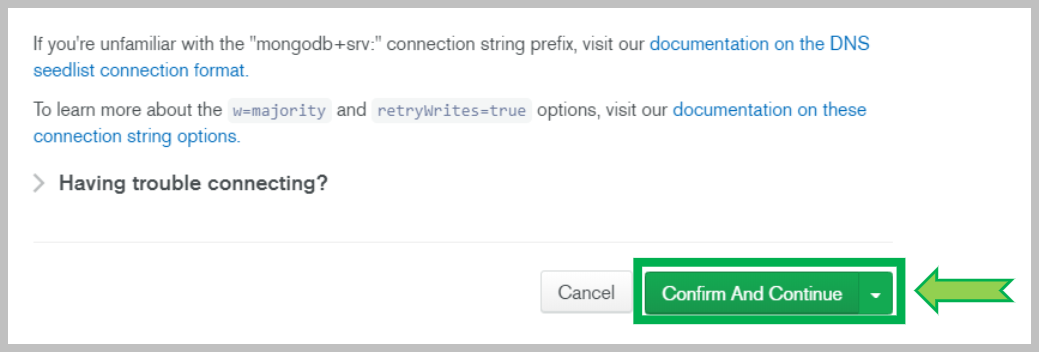 If you're unfamiliar with the "mongodb+srv:" connection string prefix, visit our documentation on the DNS
seedlist connection format.
To learn more about the w=majority and retryWrites=true options, visit our documentation on these
connection string options.
Having trouble connecting?
Cancel Confirm And Continue